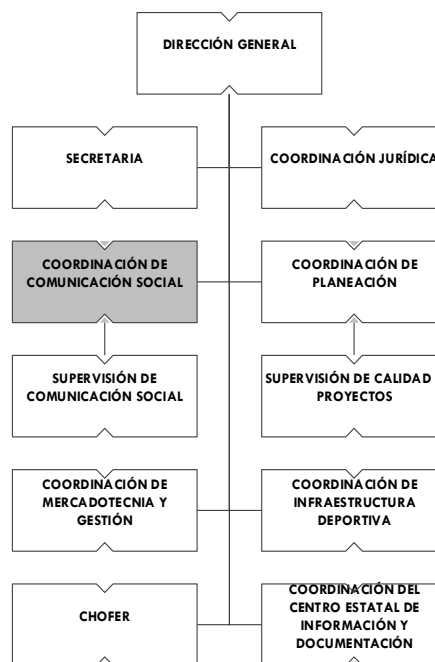 DIRECCIÓN GENERAL
SECRETARIA
COORDINACIÓN JURÍDICA
COORDINACIÓN DE
COMUNICACIÓN SOCIAL
COORDINACIÓN DE
PLANEACIÓN
SUPERVISIÓN DE
COMUNICACIÓN SOCIAL
SUPERVISIÓN DE CALIDAD
PROYECTOS
COORDINACIÓN DE
MERCADOTECNIA Y
GESTIÓN
COORDINACIÓN DE
INFRAESTRUCTURA
DEPORTIVA
CHOFER
COORDINACIÓN DEL
CENTRO ESTATAL DE
INFORMACIÓN Y
DOCUMENTACIÓN